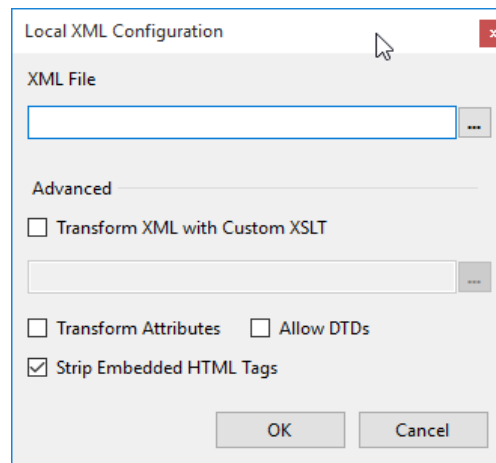 Local XML Configuration
XML File
...
Advanced
Transform XML with Custom XSLT
...
Transform Attributes Allow DTDs
Strip Embedded HTML Tags
OK Cancel